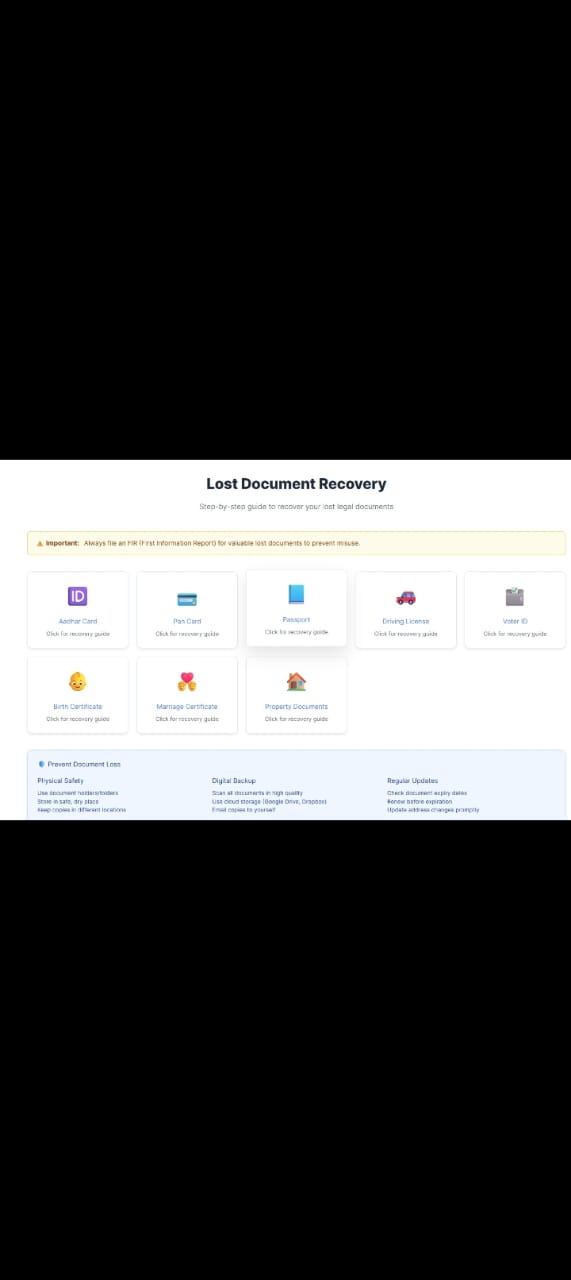 Lost Document Recovery
Step-by-step guide to recover your lost legal documents
Important: Always file an FIR (First Information Report) for valuable lost documents to prevent misuse.
ID
Aadhar Card
Click for recovery guide
Pan Card
Click for recovery guide
Passport
Click for recovery guide
Driving License
Click for recovery guide
Voter ID
Click for recovery guide
Birth Certificate
Click for recovery guide
Marriage Certificate
Click for recovery guide
Property Documents
Click for recovery guide
Prevent Document Loss
Physical Safety
Use document holders/folders
Store in safe, dry place
Keep copies in different locations
Digital Backup
Scan all documents in high quality
Use cloud storage (Google Drive, Dropbox)
Email copies to yourself
Regular Updates
Check document expiry dates
Renew before expiration
Update address changes promptly